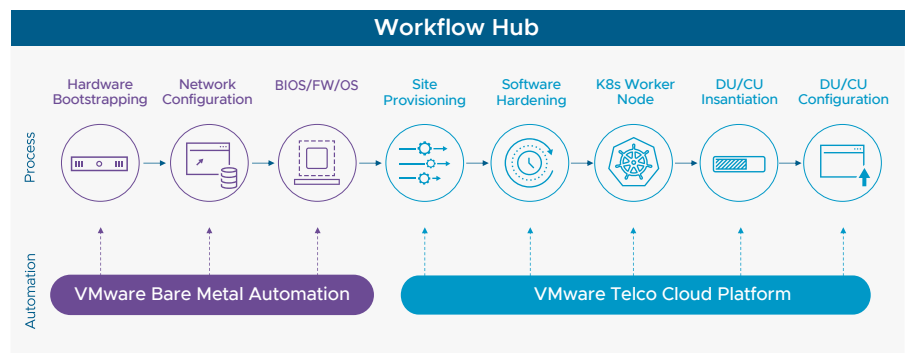 Workflow Hub
Hardware
Bootstrapping
Network
Configuration
BIOS/FW/OS
Site
Provisioning
Software
Hardening
K8s Worker
Node
DU/CU
Insantiation
DU/CU
Configuration
Process
Automation
VMware Bare Metal Automation
VMware Telco Cloud Platform